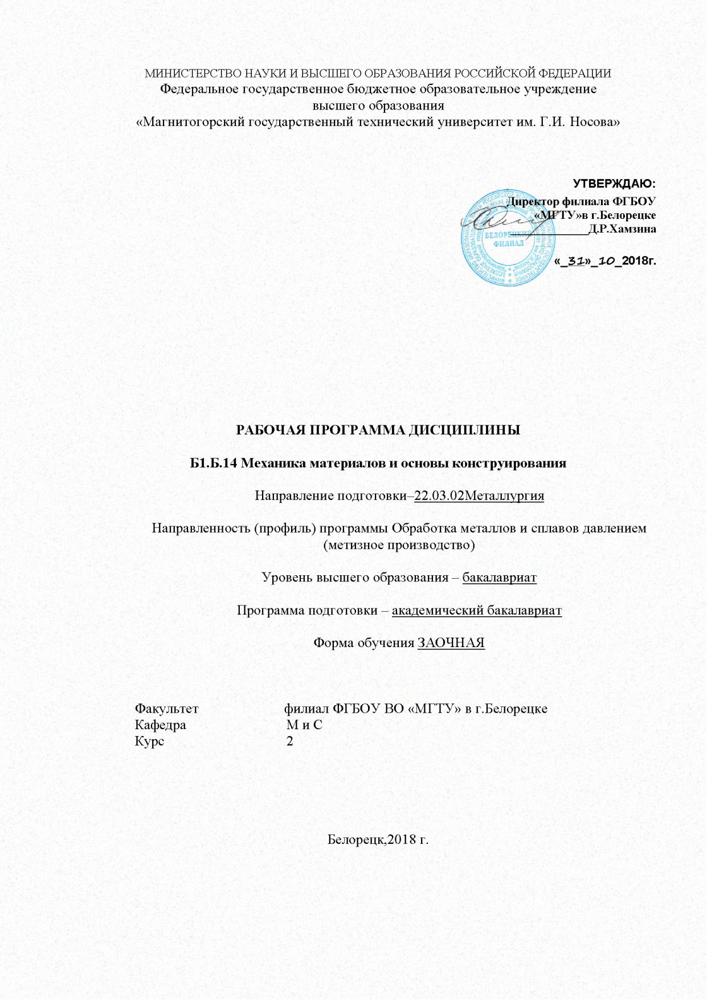 МИНИСТЕРСТВО НАУКИ И ВЫСШЕГО ОБРАЗОВАНИЯ РОССИЙСКОЙ ФЕДЕРАЦИИ
Федеральное государственное бюджетное образовательное учреждение
высшего образования
«Магнитогорский государственный технический университет им. Г.И. Носова»
УТВЕРЖДАЮ:
Директор филиала ФГБОУ
«МГТУ»в г.Белорецке
Д.Р.Хамзина
БЕЛОРЕЦКИЙ
ФИЛИАЛ
«_31»_10_2018г.
РАБОЧАЯ ПРОГРАММА ДИСЦИПЛИНЫ
Б1.Б.14 Механика материалов и основы конструирования
Направление подготовки–22.03.02Металлургия
Направленность (профиль) программы Обработка металлов и сплавов давлением
(метизное производство)
Уровень высшего образования – бакалавриат
Программа подготовки – академический бакалавриат
Форма обучения ЗАОЧНАЯ
Факультет филиал ФГБОУ ВО «МГТУ» в г.Белорецке
Кафедра М и С
Курс 2
Белорецк,2018 г.